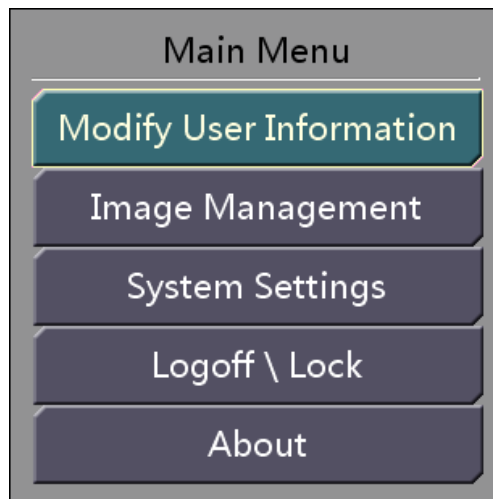 Main Menu
Modify User Information
Image Management
System Settings
Logoff \ Lock
About